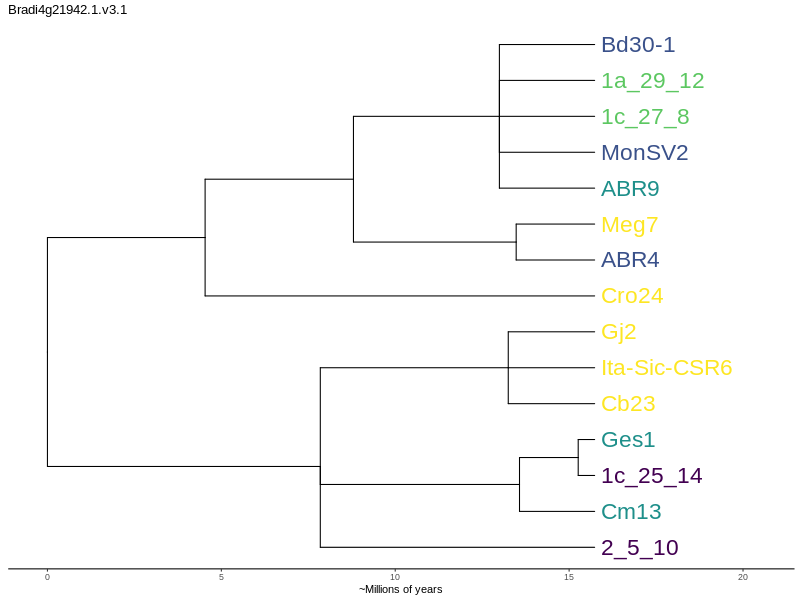 Bradi4g21942.1.v3.1
Bd30-1
1a_29_12
1c_27_8
MonSV2
ABR9
Meg7
ABR4
Cro24
Gj2
Ita-Sic-CSR6
Cb23
Ges1
1c_25_14
Cm13
2_5_10
0 5 10 15 20
~Millions of years